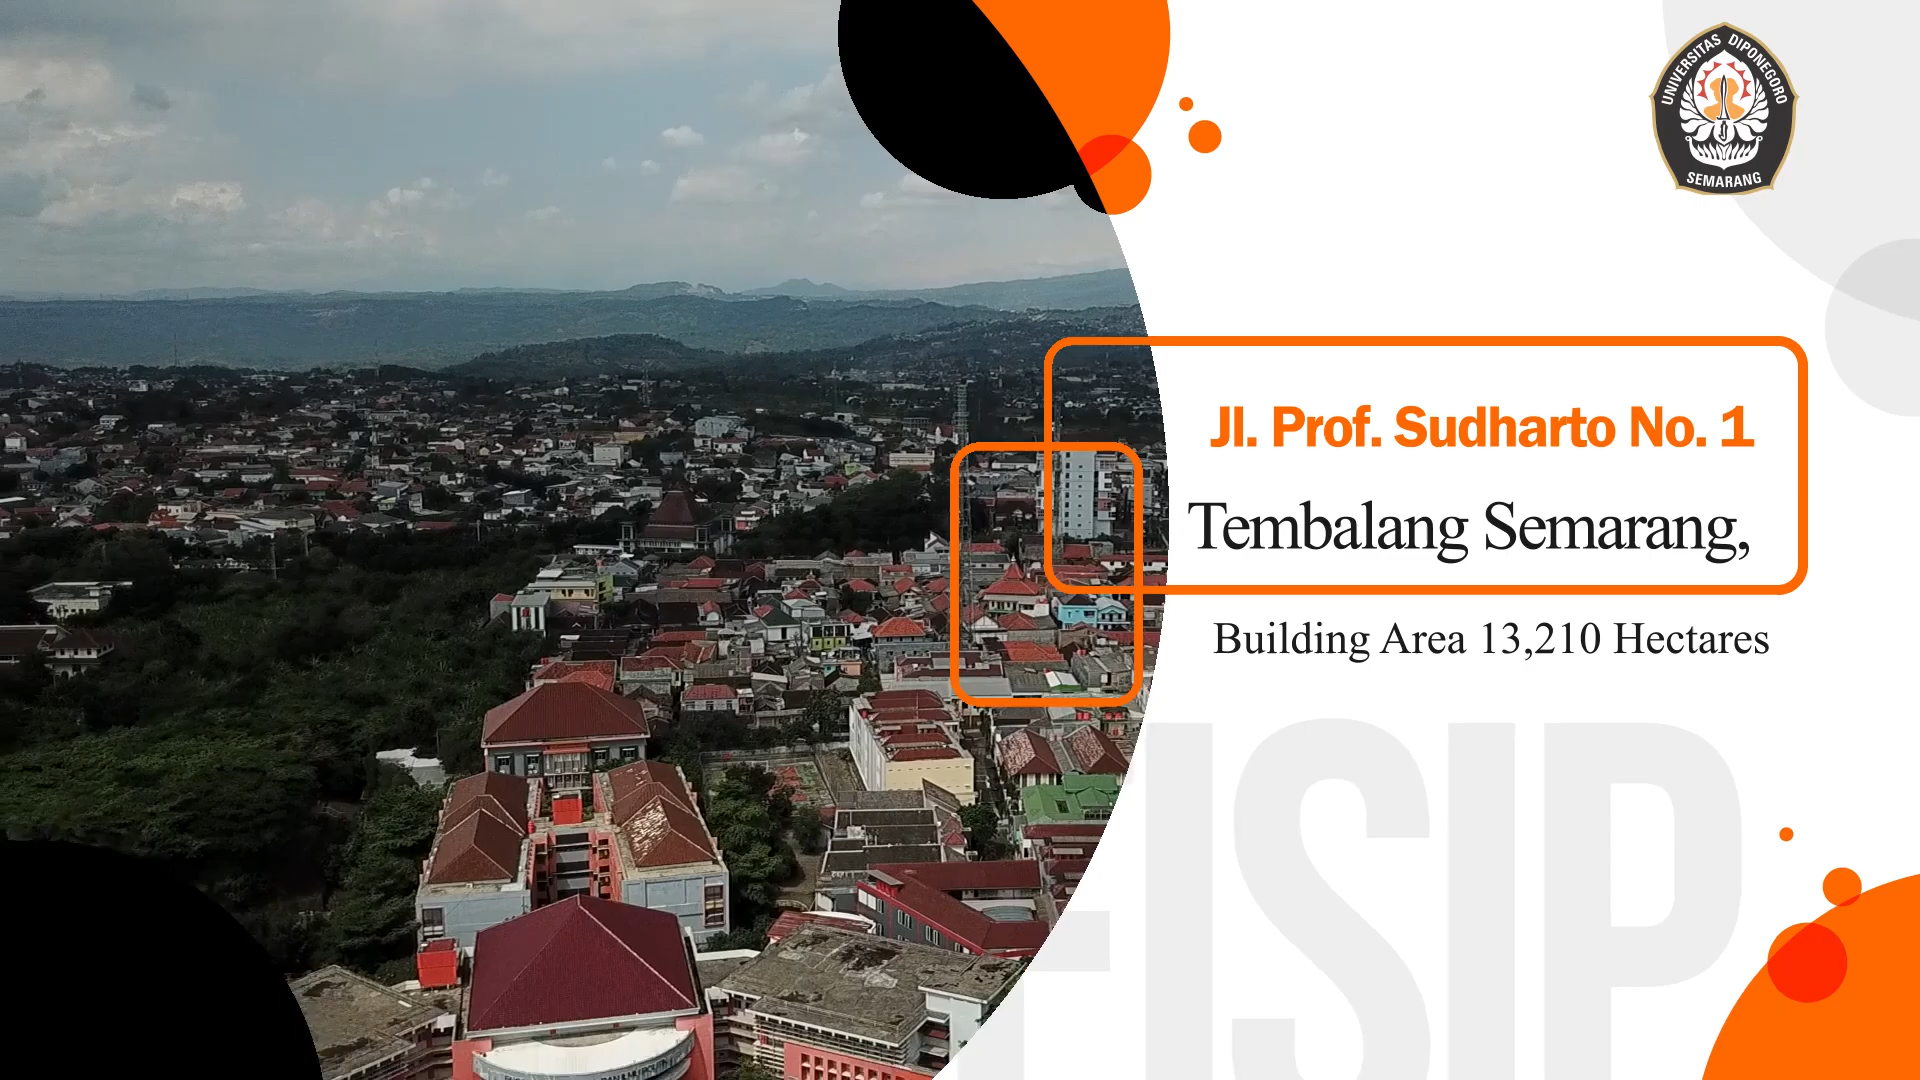 UNIVERSITAS DIPONEGORO
SEMARANG
Jl. Prof. Sudharto No. 1
Tembalang Semarang,
Building Area 13,210 Hectares
FISIP